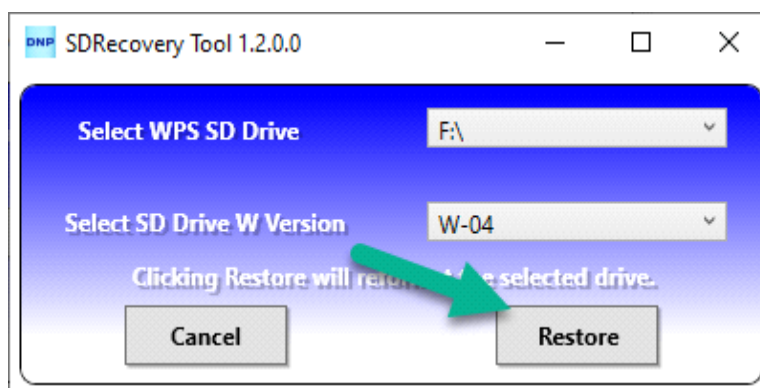 DNP SDRecovery Tool 1.2.0.0
Select WPS SD Drive F:\
Select SD Drive W Version W-04
Clicking Restore will the selected drive.
Cancel Restore